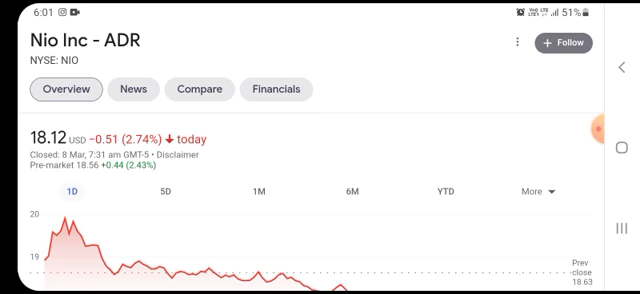 6:01
51%
Nio Inc - ADR
+ Follow
NYSE: NIO
Overview News Compare Financials
18.12 USD −0.51 (2.74%) ↓ today
Closed: 8 Mar, 7:31 am GMT-5 • Disclaimer
Pre-market 18.56 +0.44 (2.43%)
1D 5D 1M 6M YTD More
20
19
Prev
close
18.63